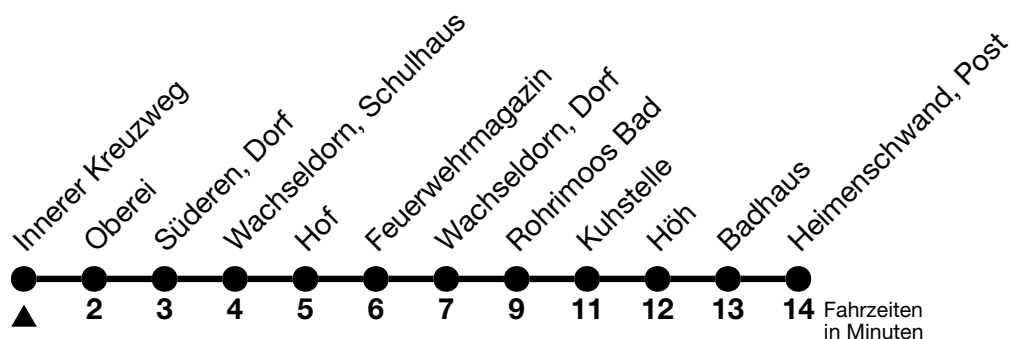 Innerer Kreuzweg
Oberei
Süderen, Dorf
Wachseldorn, Schulhaus
Hof
Feuerwehrmagazin
Wachseldorn, Dorf
Rohrimoos Bad
Kuhstelle
Höh
Badhaus
Heimenschwand, Post
2 3 4 5 6 7 9 11 12 13 14 Fahrzeiten
in Minuten